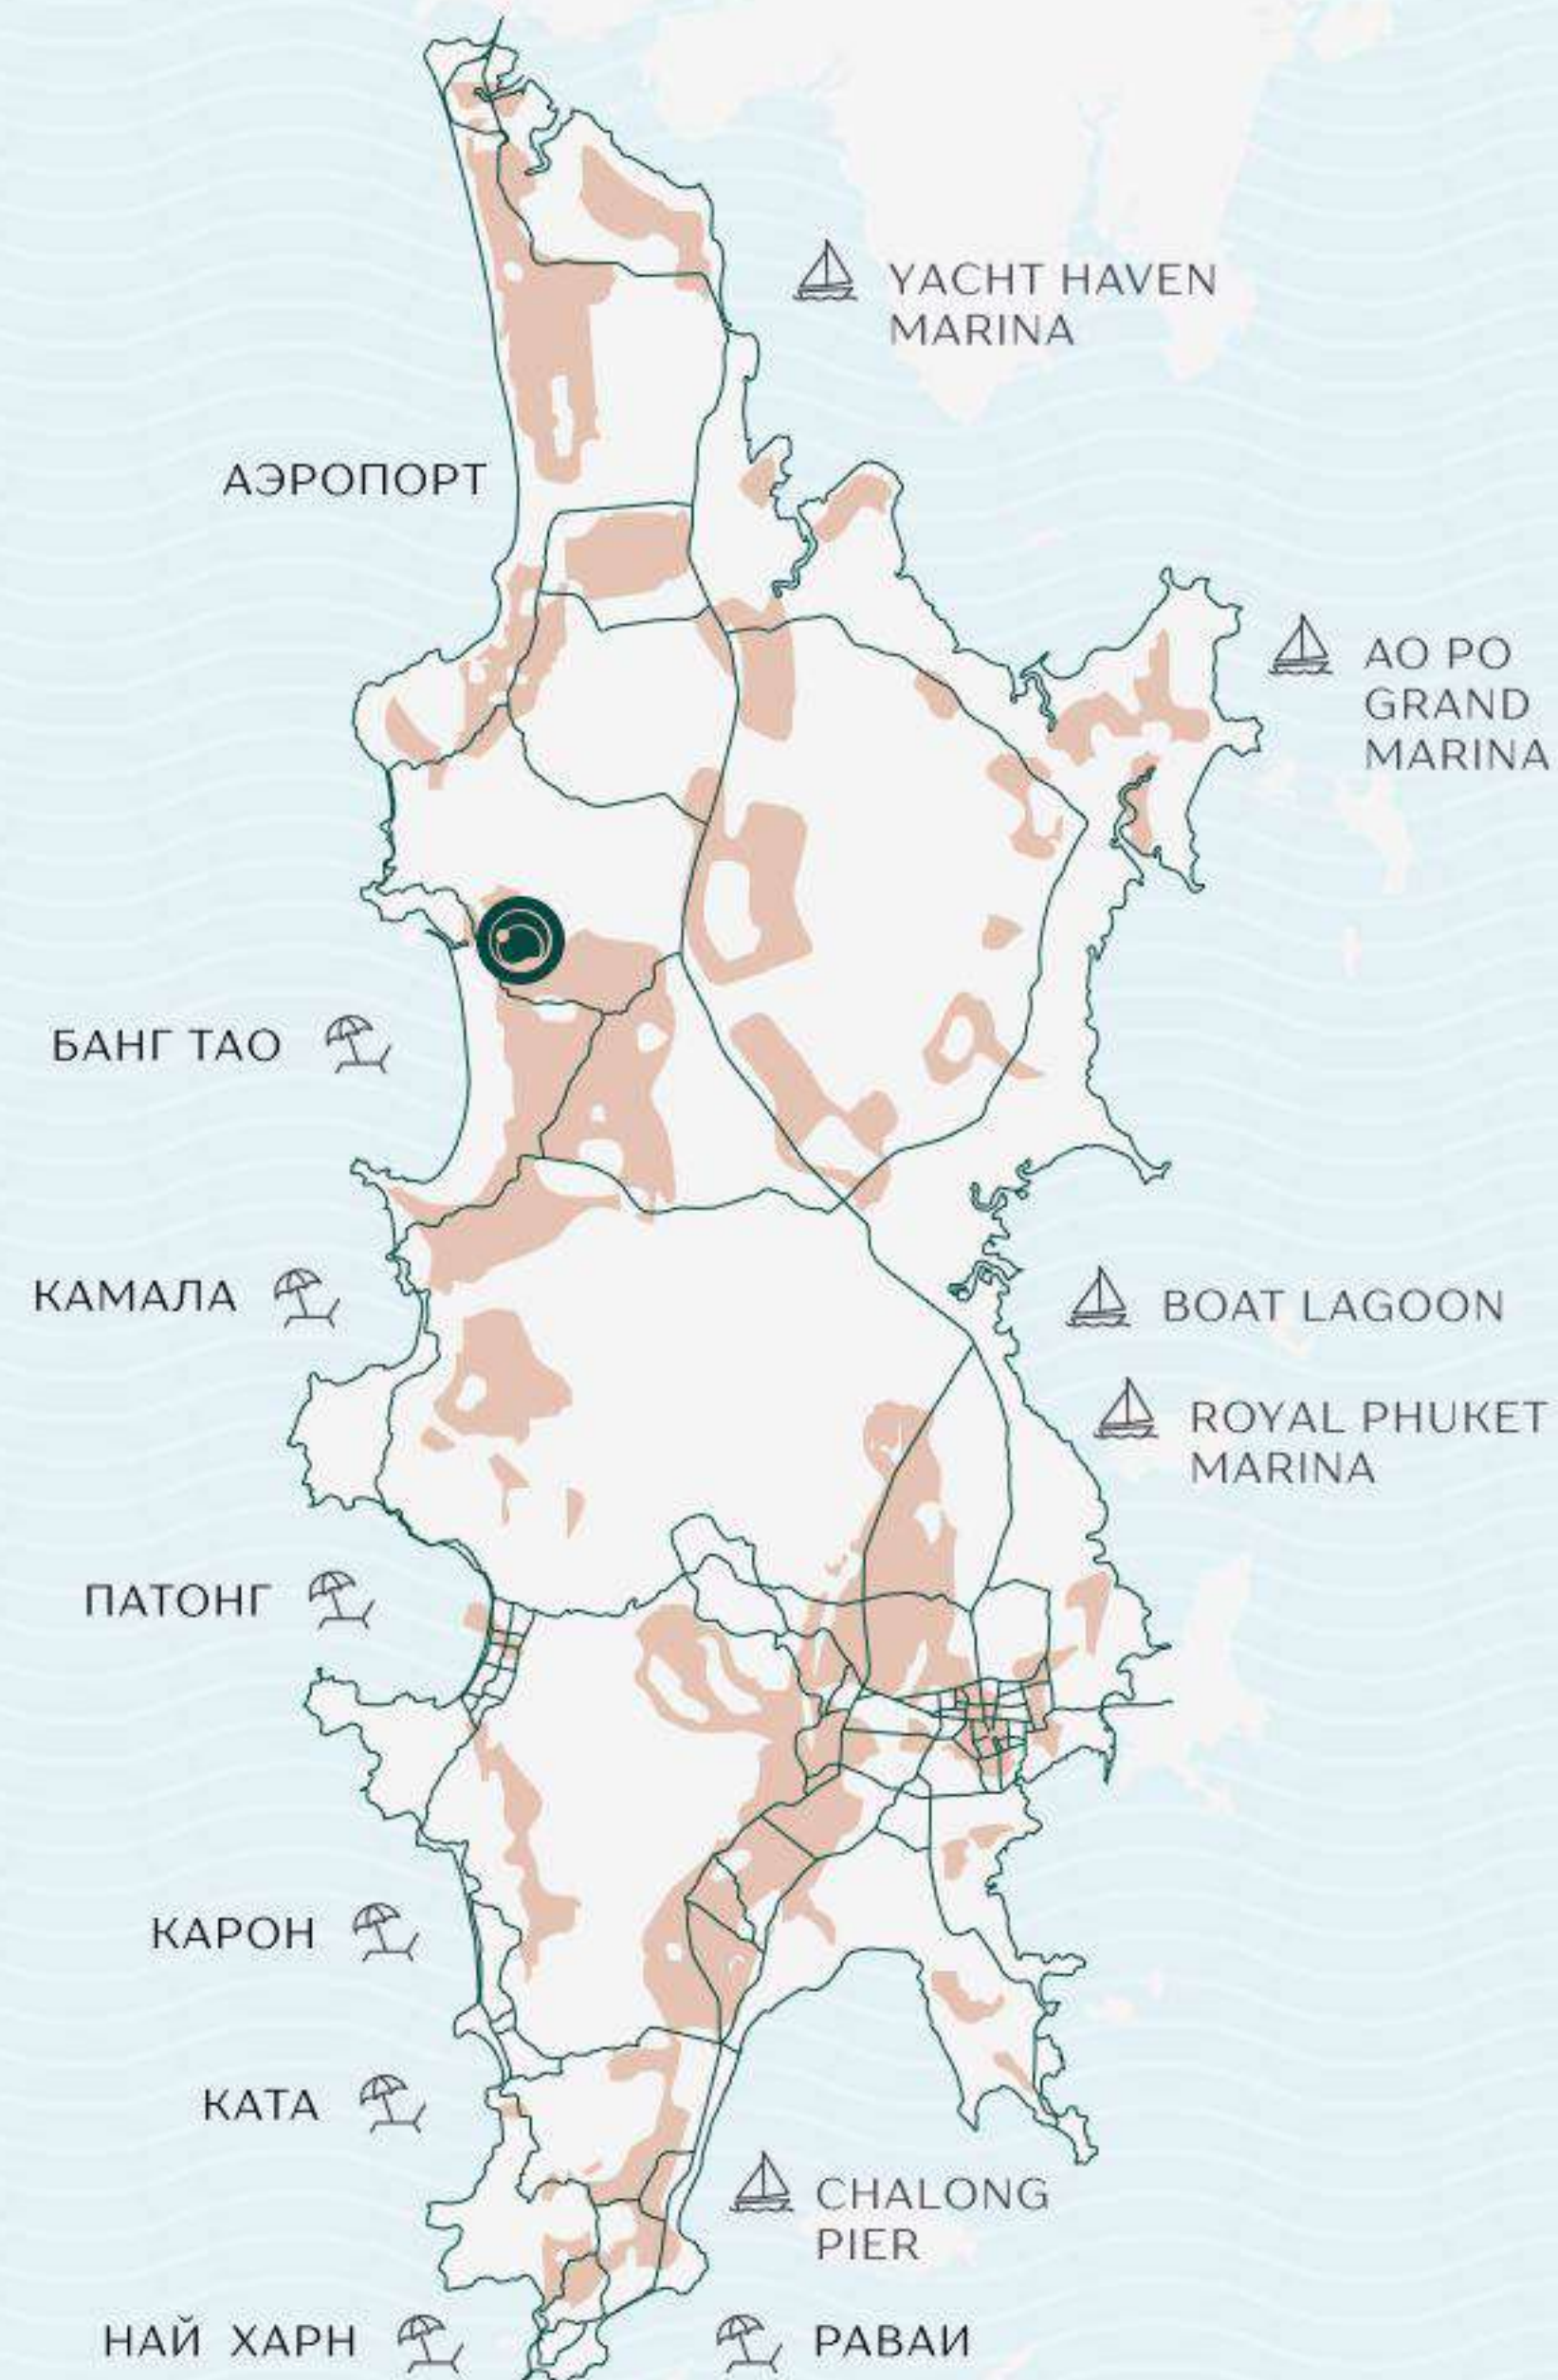 YACHT HAVEN
MARINA
АЭРОПОРТ
AO PO
GRAND
MARINA
БАНГ ТАО
КАМАЛА
BOAT LAGOON
ROYAL PHUKET
MARINA
ПАТОНГ
КАРОН
КАТА
CHALONG
PIER
НАЙ ХАРН
РАВАИ